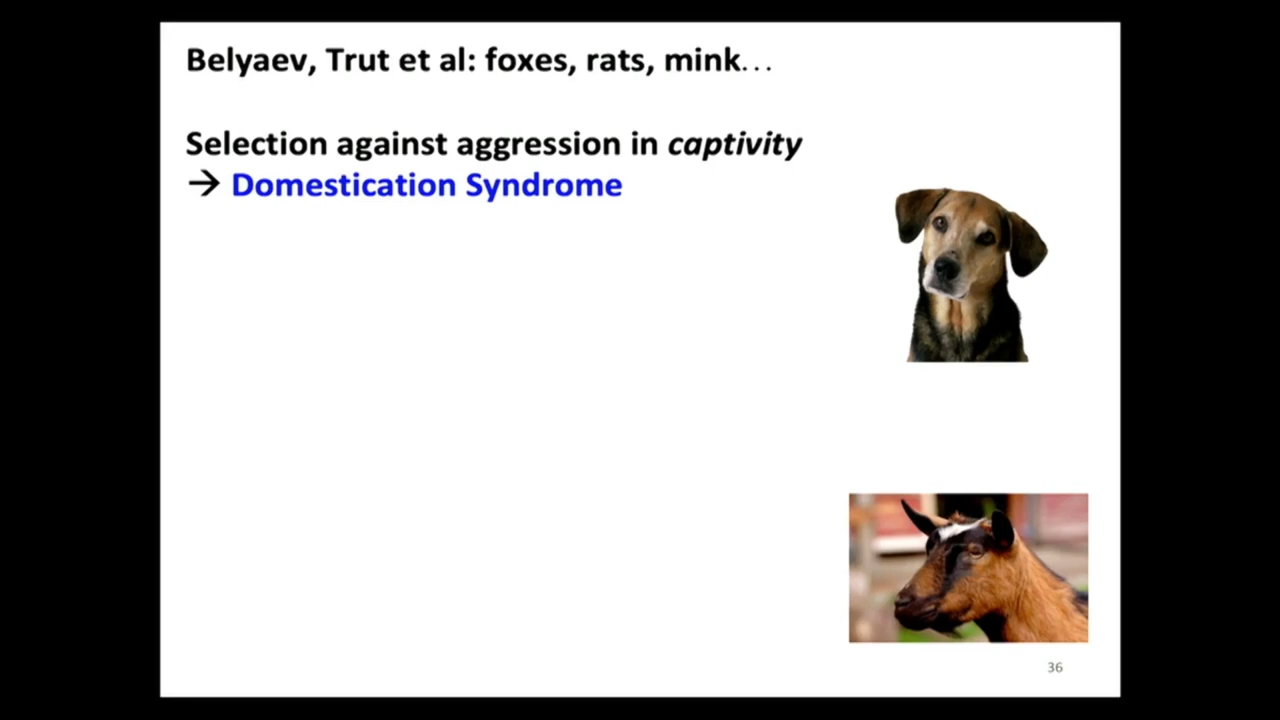 Belyaev, Trut et al: foxes, rats, mink...
Selection against aggression in captivity
→ Domestication Syndrome
36